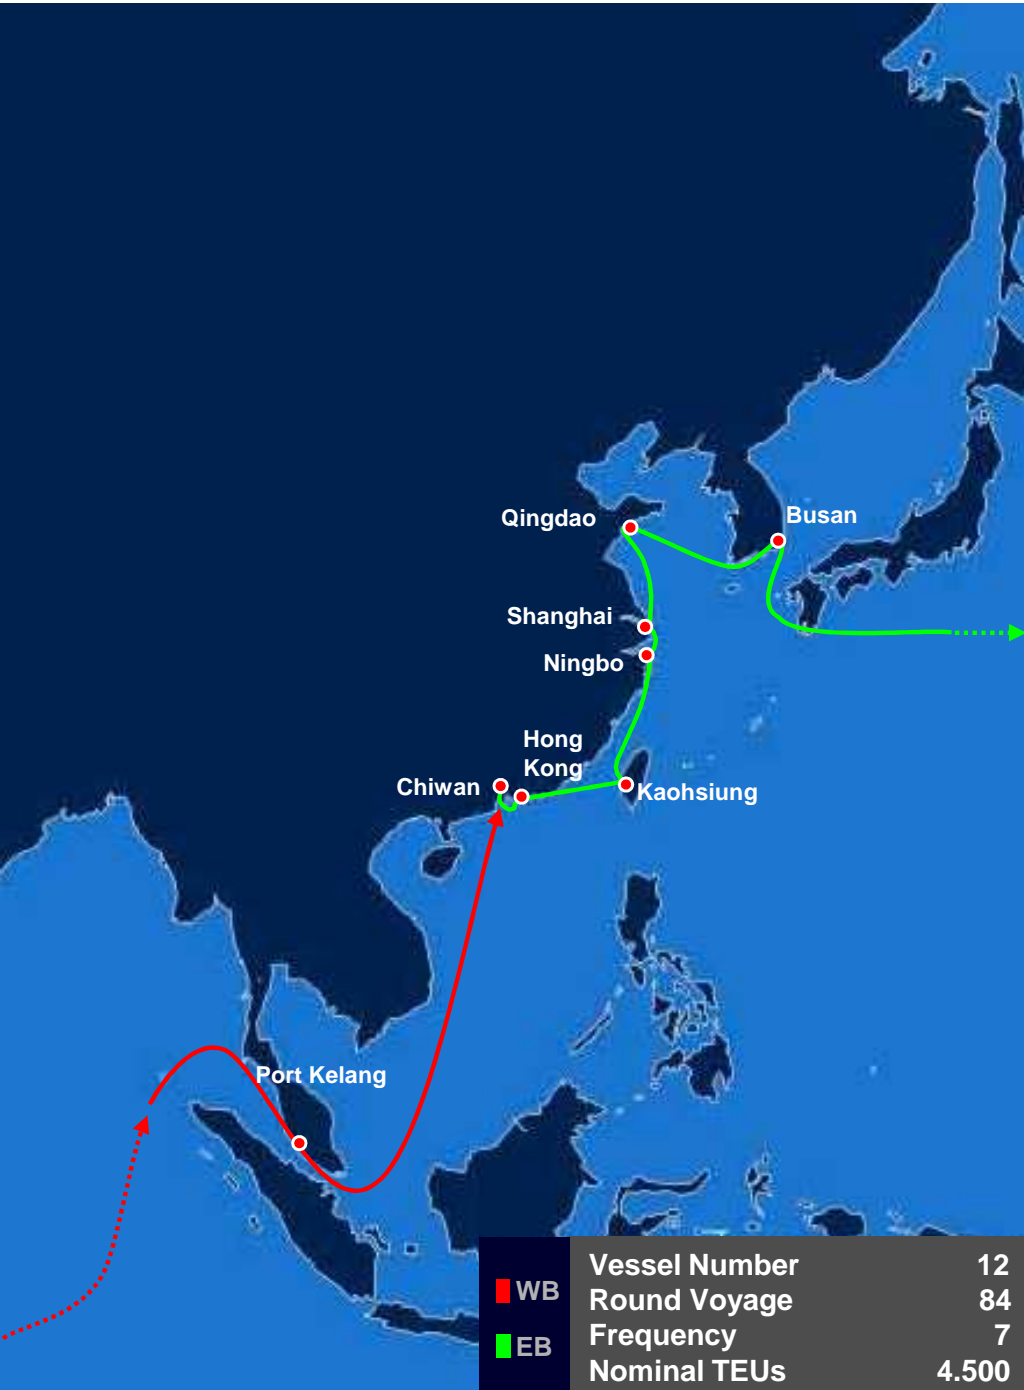 Qingdao
Busan
Shanghai
Ningbo
Hong
Kong
Chiwan
Kaohsiung
Port Kelang
WB
EB
Vessel Number 12
Round Voyage 84
Frequency 7
Nominal TEUs 4.500